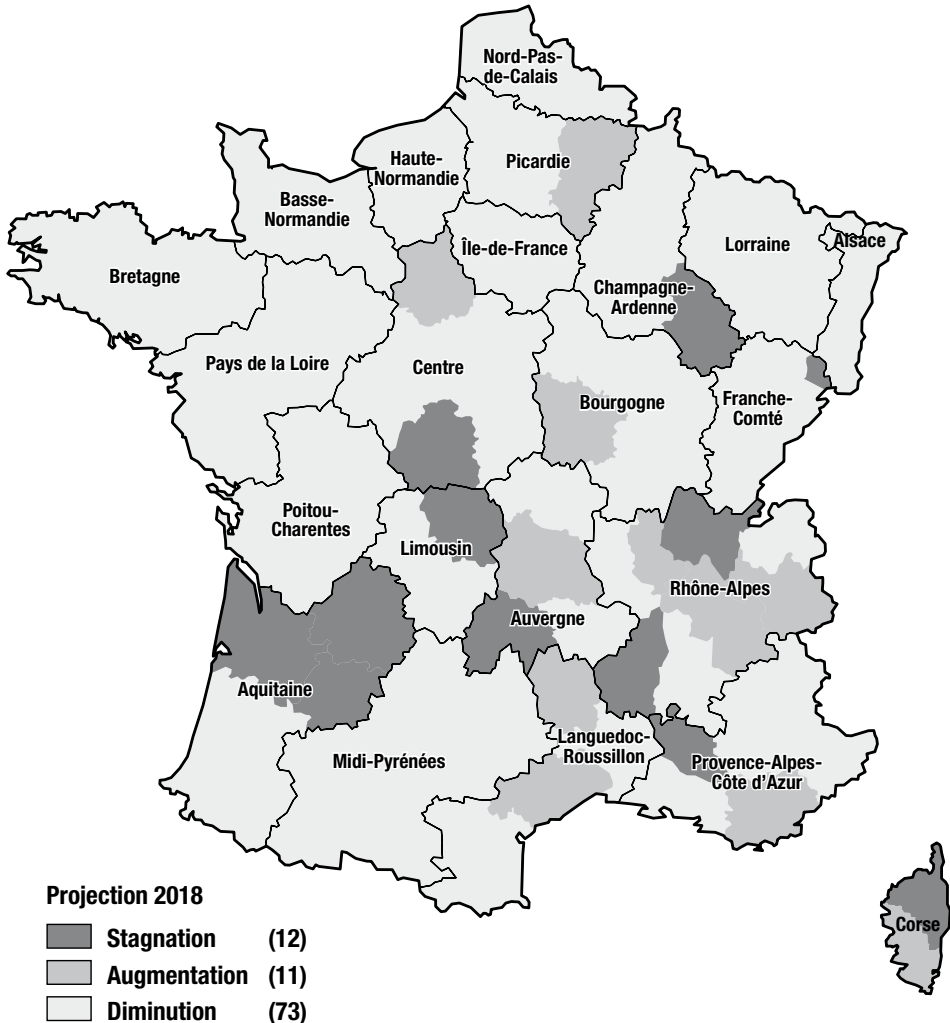 Nord-Pas-
de-Calais
Haute-
Normandie
Picardie
Basse-
Normandie
Île-de-France
Lorraine
Alsace
Bretagne
Champagne-
Ardenne
Pays de la Loire
Centre
Bourgogne
Franche-
Comté
Poitou-
Charentes
Limousin
Rhône-Alpes
Auvergne
Aquitaine
Languedoc-
Roussillon
Midi-Pyrénées
Provence-Alpes-
Côte d'Azur
Corse
Projection 2018
Stagnation (12)
Augmentation (11)
Diminution (73)